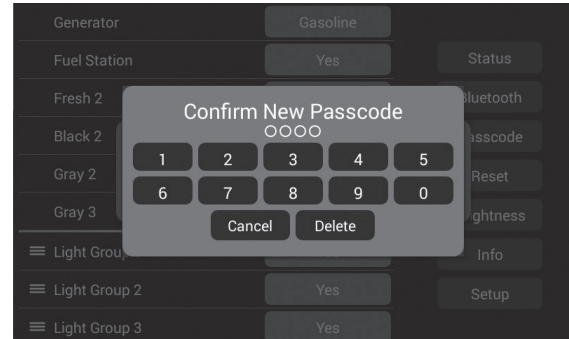 Generator Gasoline
Fuel Station Yes Status
Fresh 2
Black 2
Gray 2 Reset
Gray 3
Light Group 2 Yes Setup
Light Group 3 Yes
Info
Confirm New Passcode
1 2 3 4 5
6 7 8 9 0
Cancel Delete